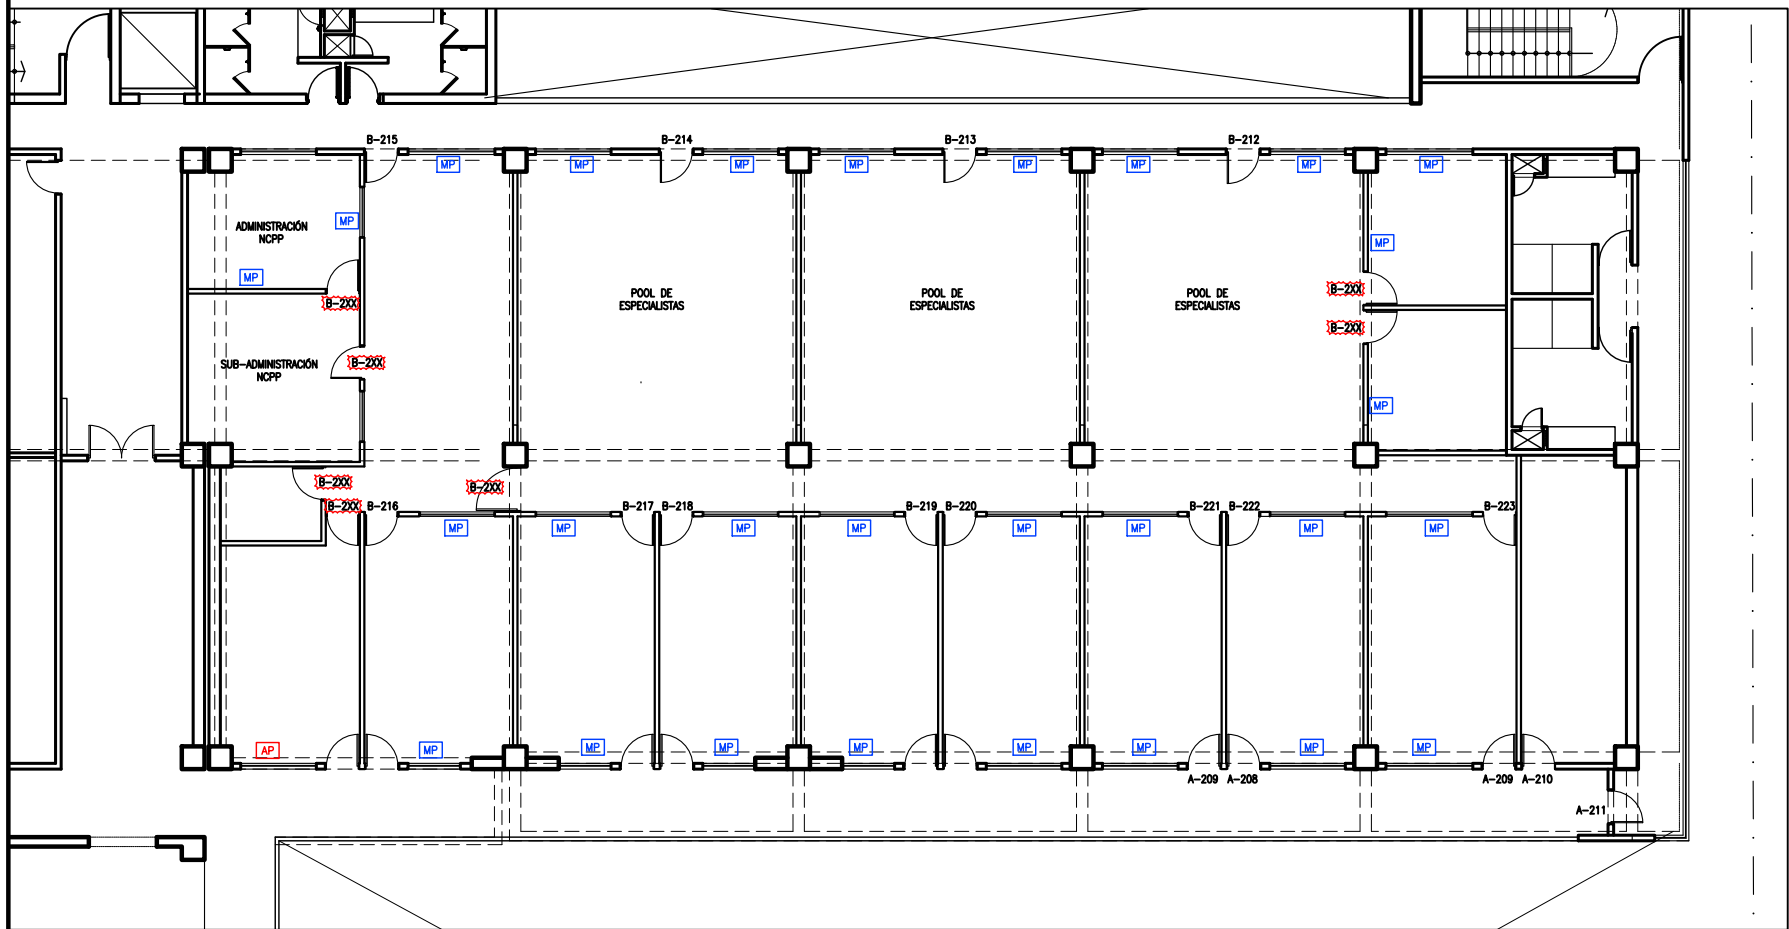 B-215
B-214
B-213
B-212
MP
MP
MP
MP
MP
MP
MP
MP
ADMINISTRACIÓN
NCPP
MP
MP
MP
B-2XX
B-2XX
POOL DE
ESPECIALISTAS
POOL DE
ESPECIALISTAS
POOL DE
ESPECIALISTAS
B-2XX
SUB-ADMINISTRACIÓN
NCPP
B-2XX
MP
B-2XX
B-2XX
B-2XX
B-216
B-217
B-218
B-219
B-220
B-221
B-222
B-223
MP
MP
MP
MP
MP
MP
MP
MP
AP
MP
MP
MP
MP
MP
MP
MP
MP
A-209
A-208
A-209
A-210
A-211